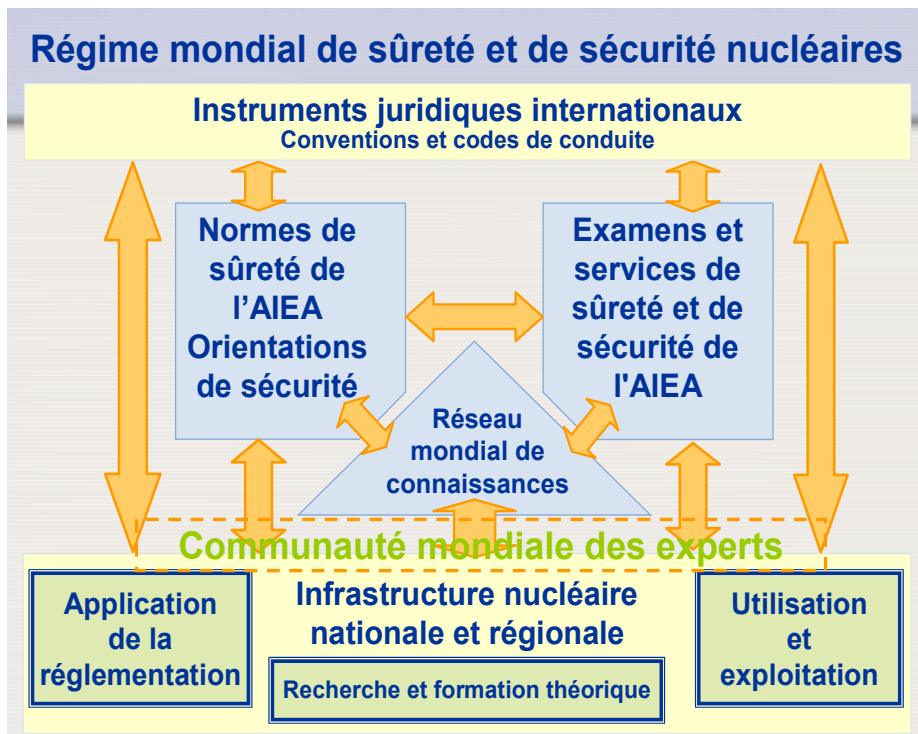 Régime mondial de sûreté et de sécurité nucléaires
Instruments juridiques internationaux
Conventions et codes de conduite
Normes de
sûreté de
l’AIEA
Orientations
de sécurité
Examens et
services de
sûreté et de
sécurité de
l'AIEA
Réseau
mondial de
connaissances
Communauté mondiale des experts
Application
de la
réglementation
Infrastructure nucléaire
nationale et régionale
Recherche et formation théorique
Utilisation
et
exploitation